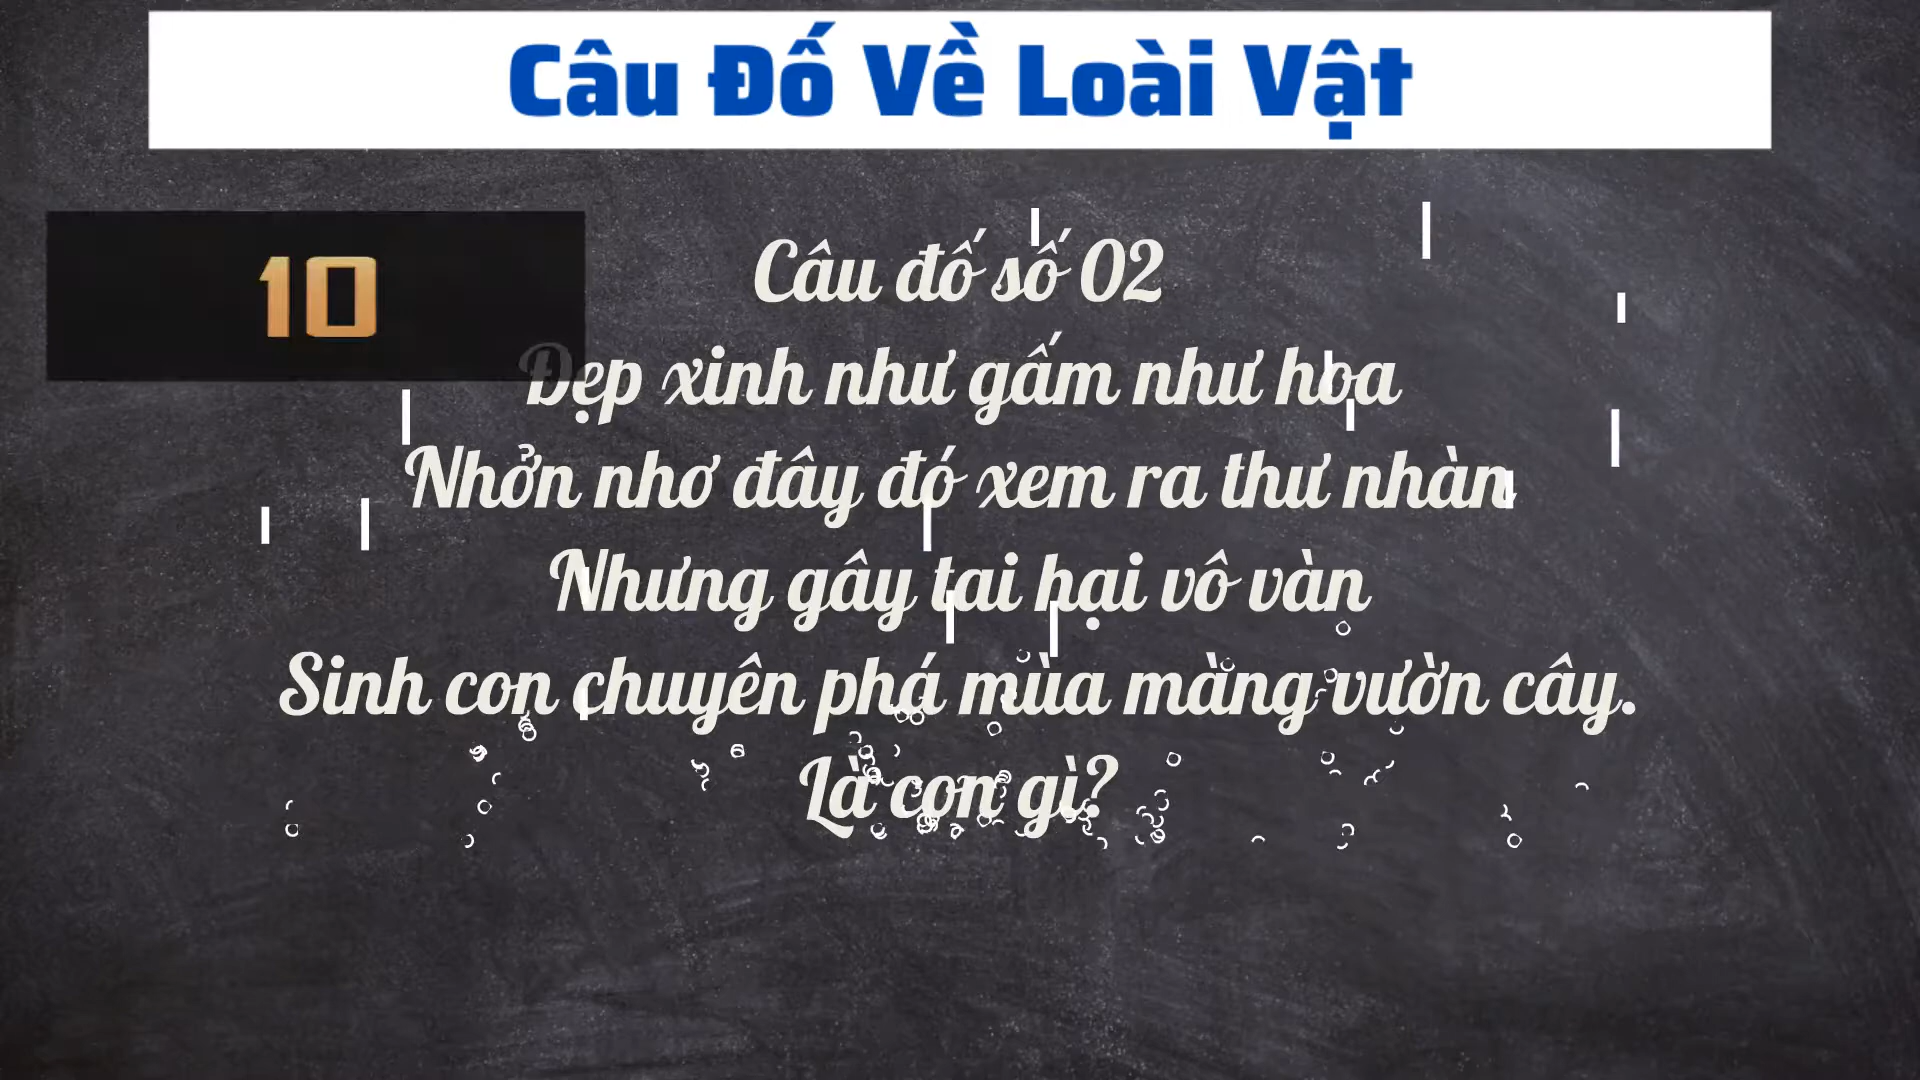 Câu Đố Về Loài Vật
10
Câu đố số 02
Đẹp xinh như gấm như hoa
Nhởn nhơ đây đó xem ra thư nhàn
Nhưng gây tai hại vô vàn
Sinh con chuyên phá mùa màng vườn cây.
Là con gì?